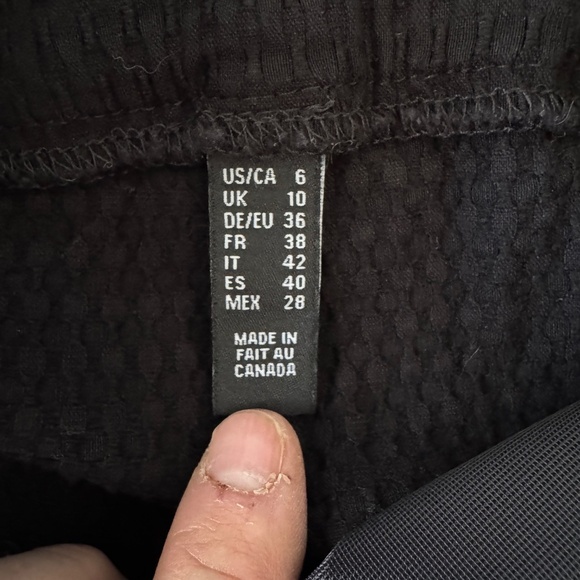 US/CA 6
UK 10
DE/EU 36
FR 38
IT 42
ES 40
MEX 28
MADE IN
FAIT AU
CANADA